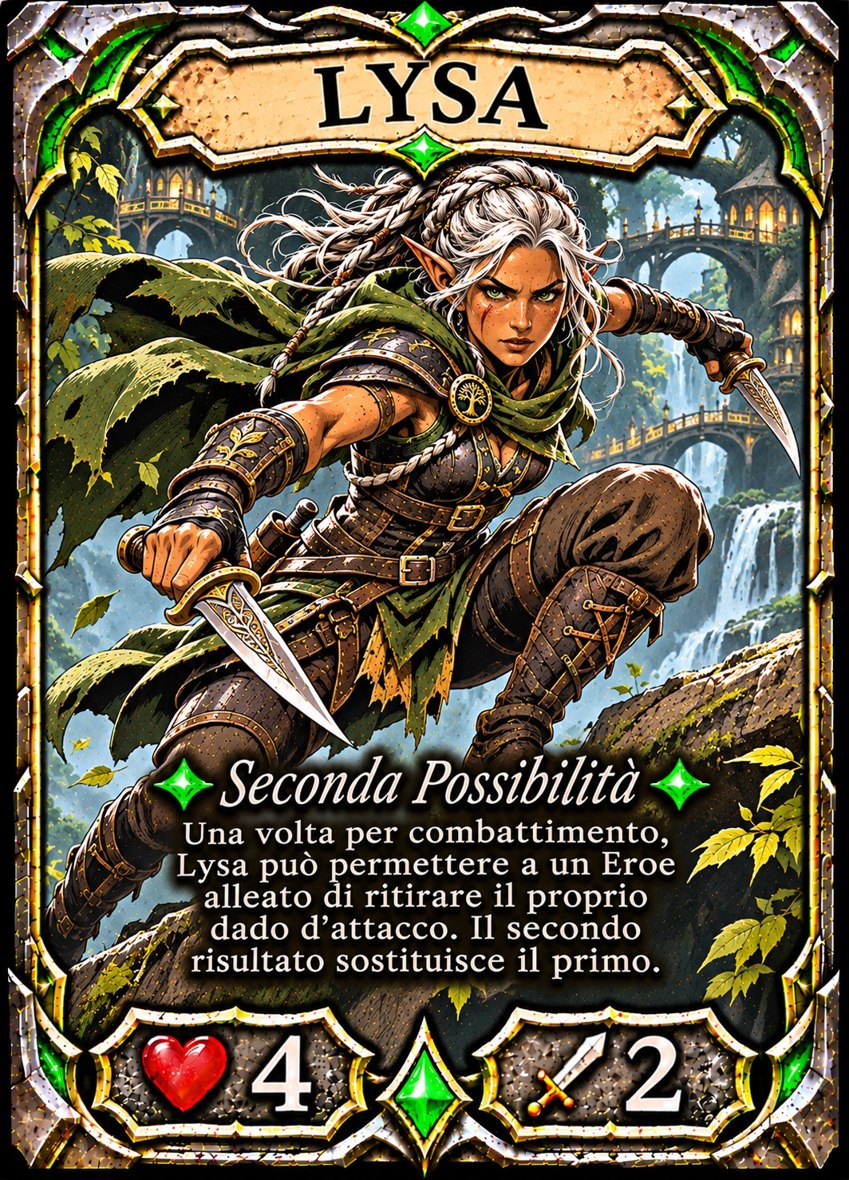 LYSA
Seconda Possibilità
Una volta per combattimento,
Lysa può permettere a un Eroe
alleato di ritirare il proprio
dado d'attacco. Il secondo
risultato sostituisce il primo.
4 2